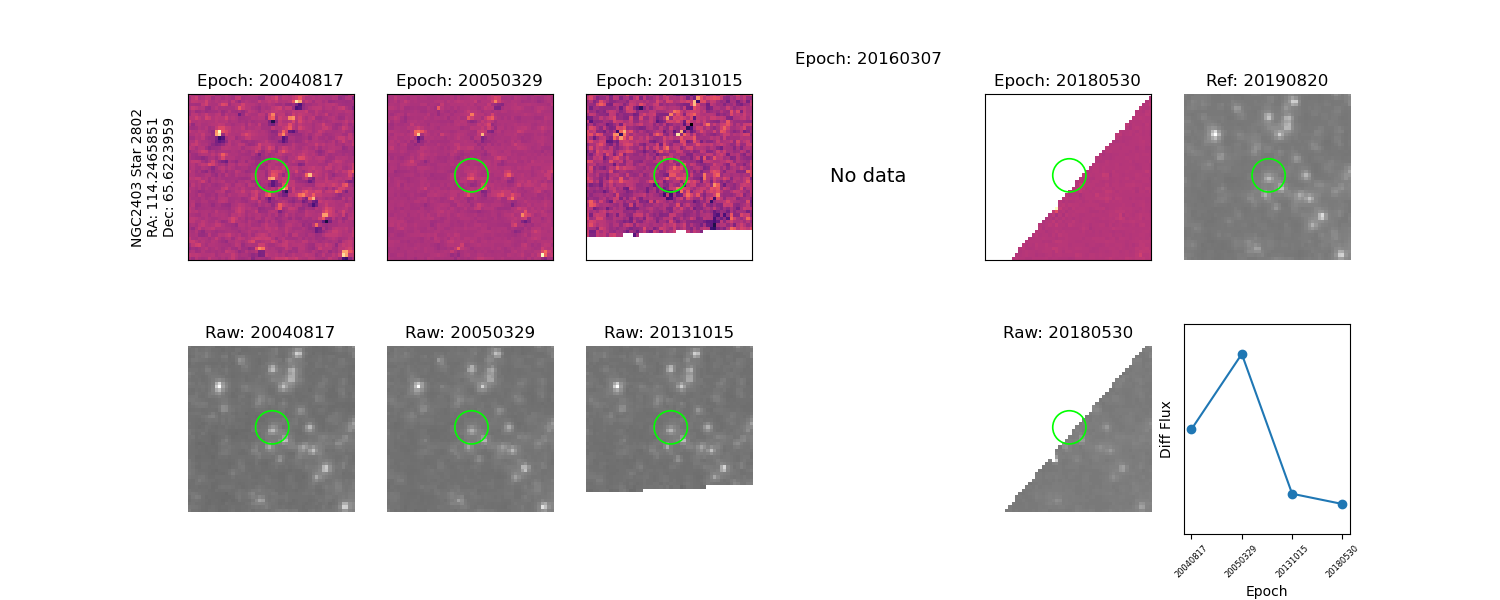 Epoch: 20160307
Epoch: 20040817
Epoch: 20050329
Epoch: 20131015
Epoch: 20180530
Ref: 20190820
NGC2403 Star 2802
RA: 114.2465851
Dec: 65.6223959
No data
Raw: 20040817
Raw: 20050329
Raw: 20131015
Raw: 20180530
Diff Flux
20040817
20050329
20131015
20180530
Epoch